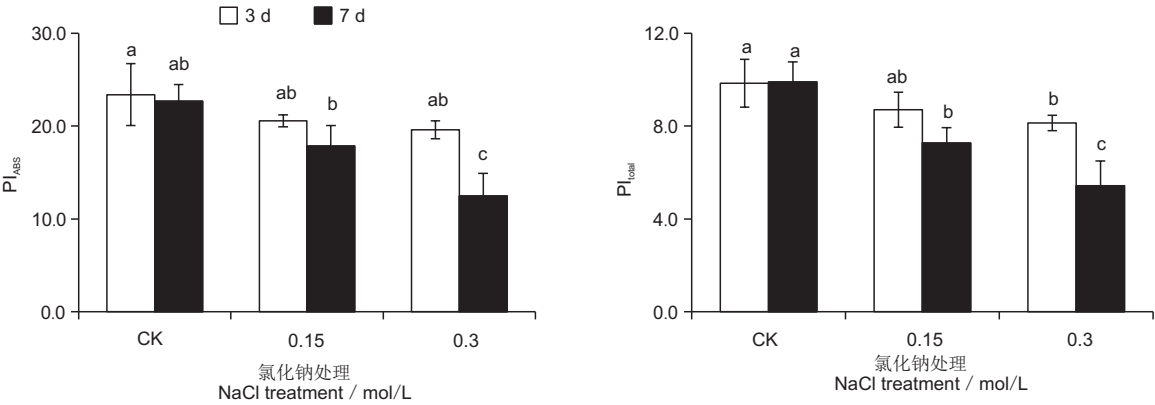 3 d 7 d
30.0
20.0
10.0
0.0
PIABS
a
ab
ab
b
ab
c
CK 0.15 0.3
氯化钠处理
NaCl treatment / mol/L
12.0
8.0
4.0
0.0
PItotal
a
a
ab
b
b
c
CK 0.15 0.3
氯化钠处理
NaCl treatment / mol/L